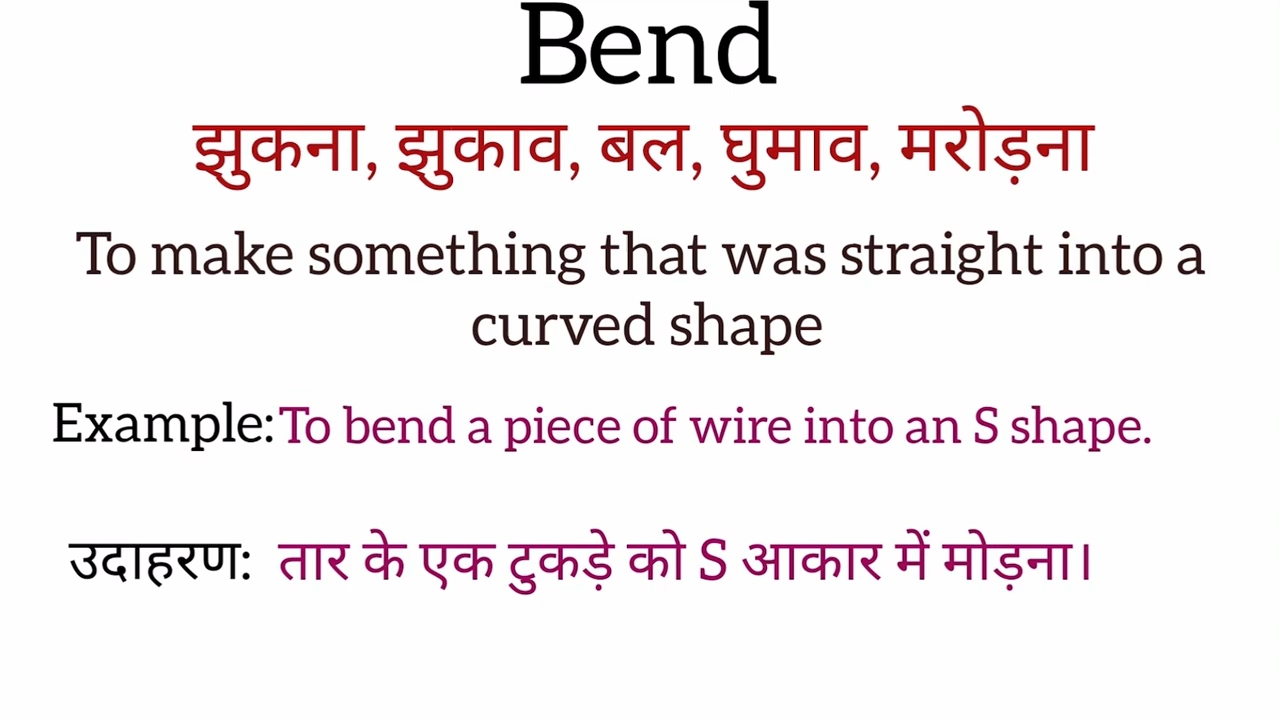 Bend
झुकना, झुकाव, बल, घुमाव, मरोड़ना
To make something that was straight into a
curved shape
Example: To bend a piece of wire into an S shape.
उदाहरण: तार के एक टुकड़े को S आकार में मोड़ना।